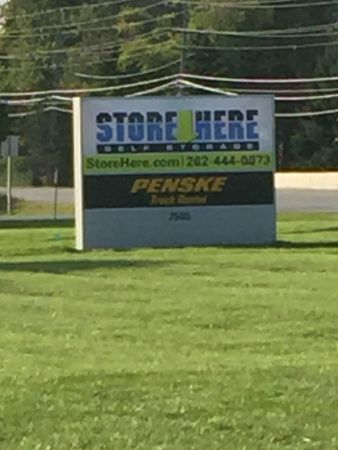 STORE HERE
SELF STORAGE
StoreHere.com 262-444-0073
PENSKE
Truck Rental